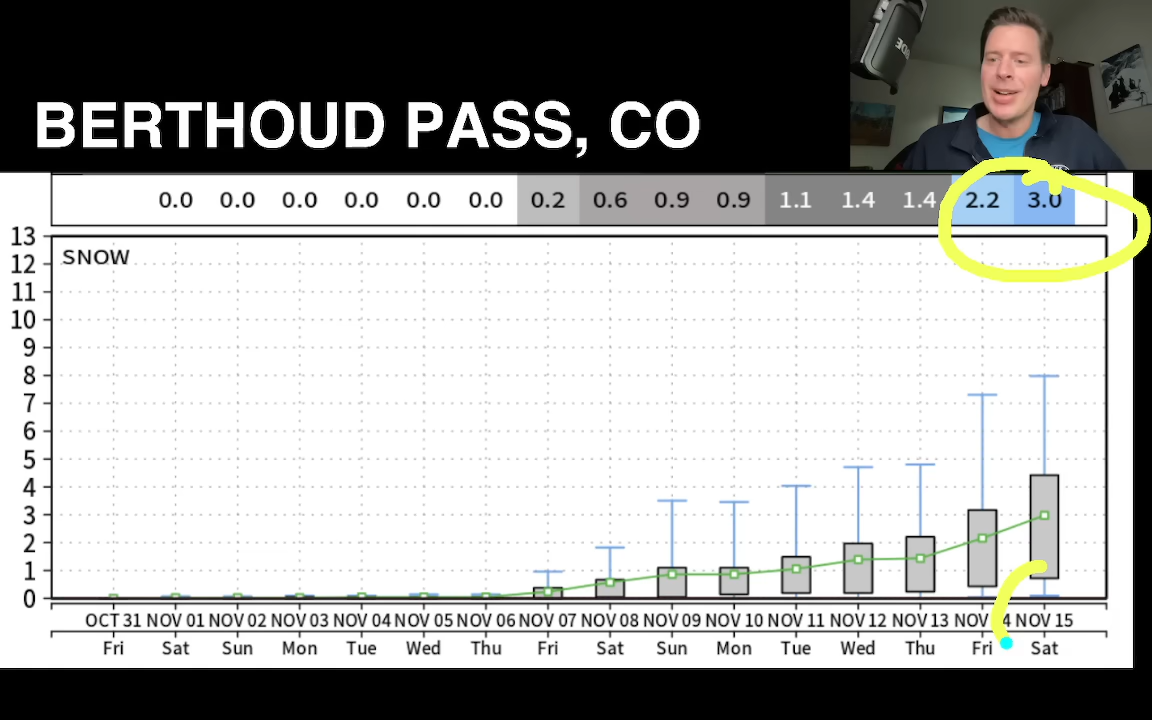 BERTHOUD PASS, CO
RODE
0.0 0.0 0.0 0.0 0.0 0.0 0.2 0.6 0.9 0.9 1.1 1.4 1.4 2.2 3.0
13
SNOW
12
11
10
9
8
7
6
5
4
3
2
1
0
OCT 31 NOV 01 NOV 02 NOV 03 NOV 04 NOV 05 NOV 06 NOV 07 NOV 08 NOV 09 NOV 10 NOV 11 NOV 12 NOV 13 NOV 14 NOV 15
Fri Sat Sun Mon Tue Wed Thu Fri Sat Sun Mon Tue Wed Thu Fri Sat